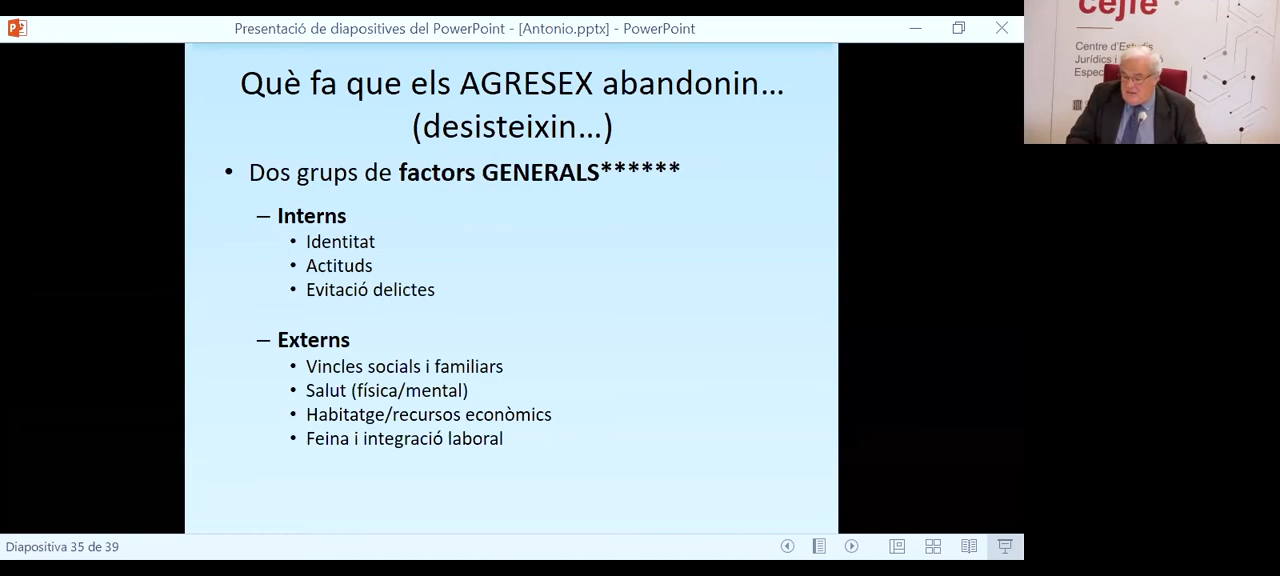 Presentació de diapositives del PowerPoint - [Antonio.pptx] - PowerPoint
Què fa que els AGRESEX abandonin...
(desisteixin...)
• Dos grups de factors GENERALS******
– Interns
• Identitat
• Actituds
• Evitació delictes
– Externs
• Vincles socials i familiars
• Salut (física/mental)
• Habitatge/recursos econòmics
• Feina i integració laboral
Diapositiva 35 de 39
cejfe
Centre d'Estudis
Jurídics i
Espec